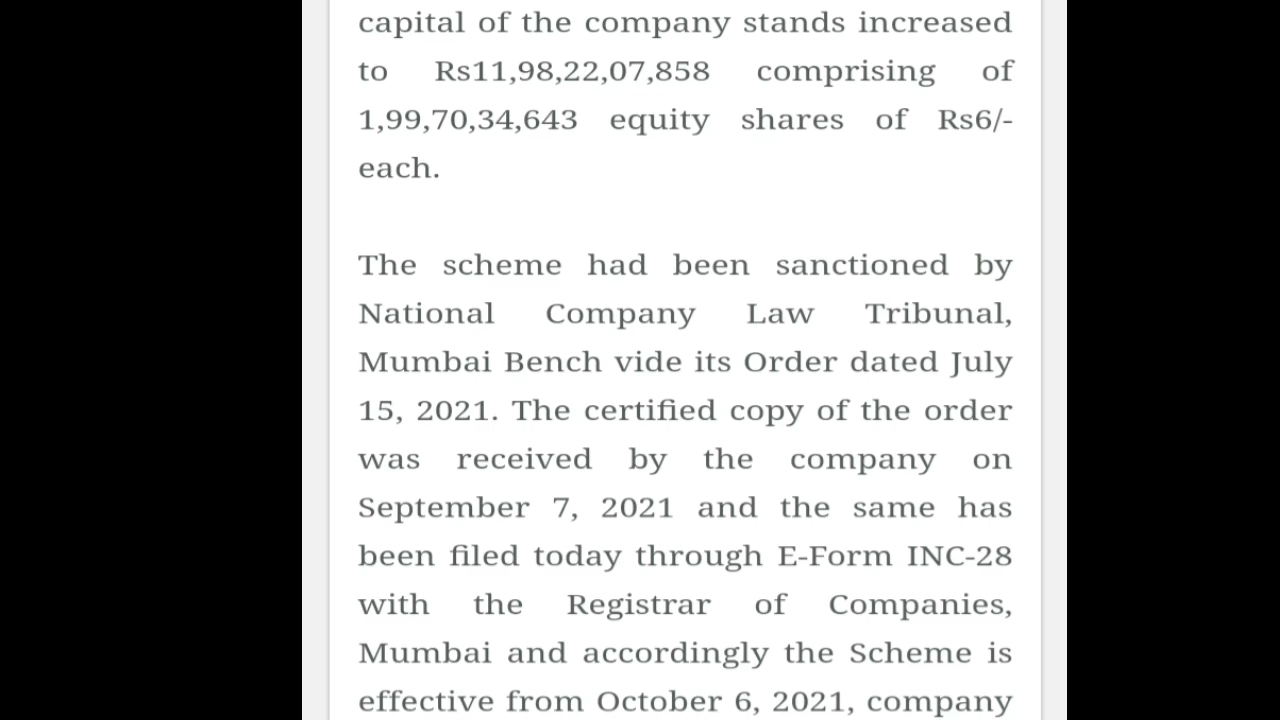 capital of the company stands increased
to Rs11,98,22,07,858 comprising of
1,99,70,34,643 equity shares of Rs6/-
each.
The scheme had been sanctioned by
National Company Law Tribunal,
Mumbai Bench vide its Order dated July
15, 2021. The certified copy of the order
was received by the company on
September 7, 2021 and the same has
been filed today through E-Form INC-28
with the Registrar of Companies,
Mumbai and accordingly the Scheme is
effective from October 6, 2021, company